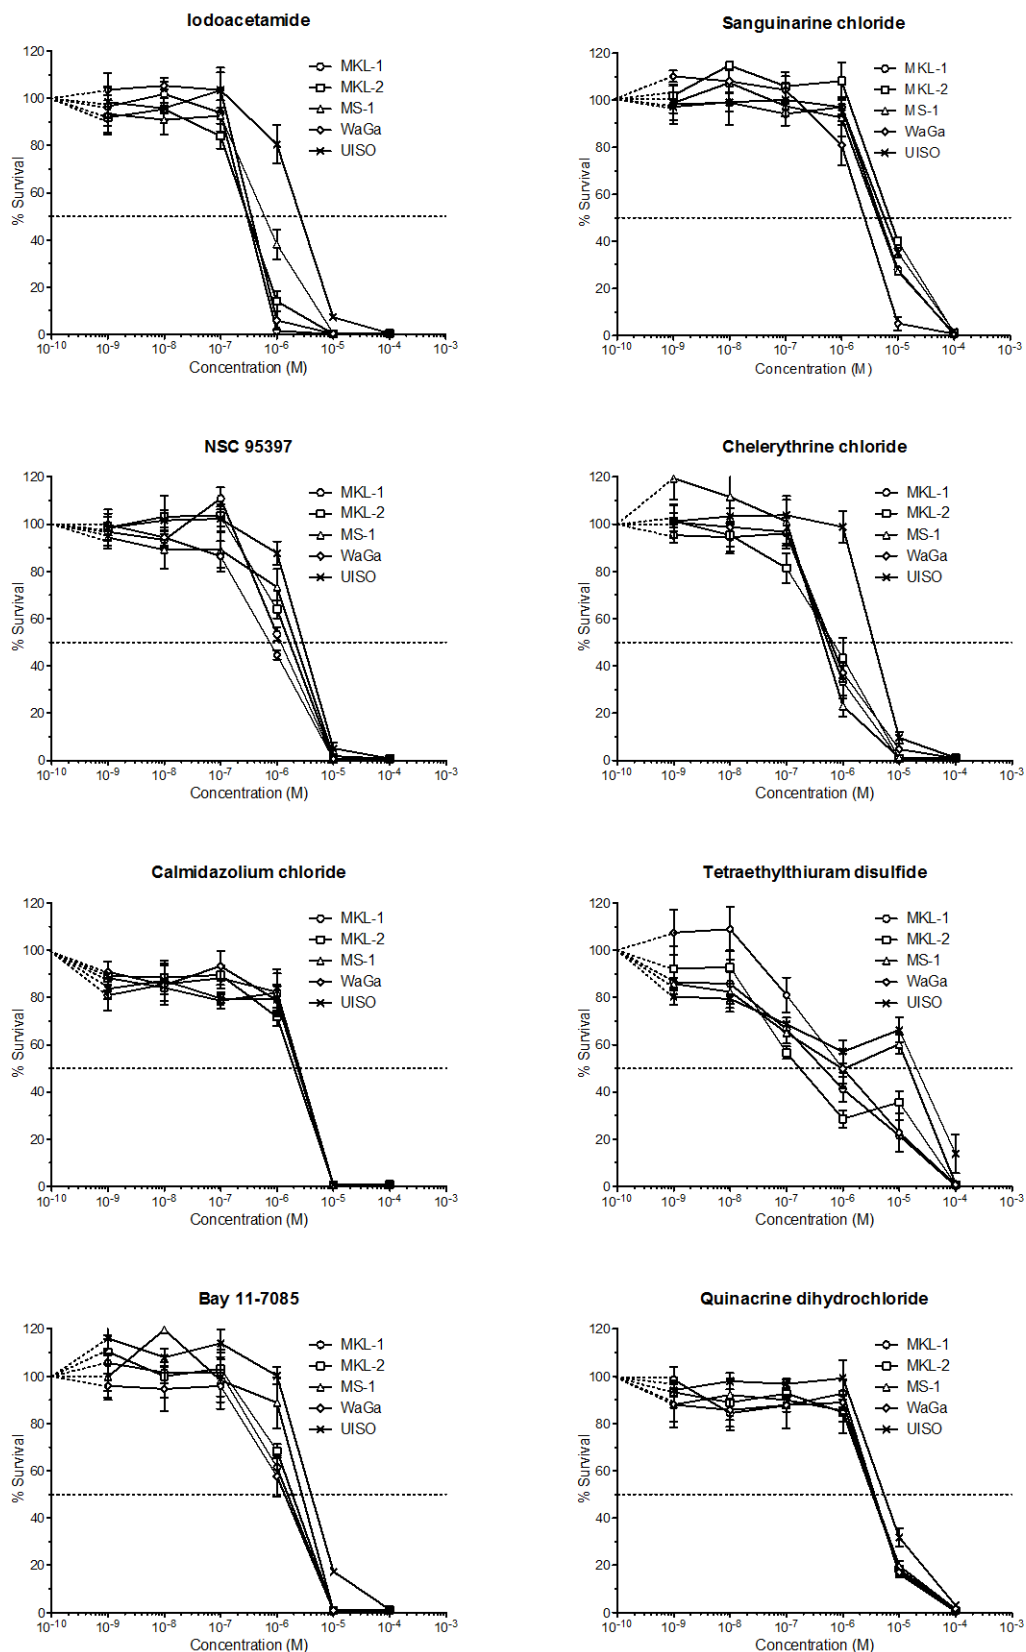 Iodoacetamide
% Survival
120
100
80
60
40
20
0
10-10
10-9
10-8
10-7
10-6
10-5
10-4
10-3
Concentration (M)
MKL-1
MKL-2
MS-1
WaGa
UISO
Sanguinarine chloride
% Survival
120
100
80
60
40
20
0
10-10
10-9
10-8
10-7
10-6
10-5
10-4
10-3
Concentration (M)
MKL-1
MKL-2
MS-1
WaGa
UISO
NSC 95397
% Survival
120
100
80
60
40
20
0
10-10
10-9
10-8
10-7
10-6
10-5
10-4
10-3
Concentration (M)
MKL-1
MKL-2
MS-1
WaGa
UISO
Chelerythrine chloride
% Survival
120
100
80
60
40
20
0
10-10
10-9
10-8
10-7
10-6
10-5
10-4
10-3
Concentration (M)
MKL-1
MKL-2
MS-1
WaGa
UISO
Calmidazolium chloride
% Survival
120
100
80
60
40
20
0
10-10
10-9
10-8
10-7
10-6
10-5
10-4
10-3
Concentration (M)
MKL-1
MKL-2
MS-1
WaGa
UISO
Tetraethylthiuram disulfide
% Survival
120
100
80
60
40
20
0
10-10
10-9
10-8
10-7
10-6
10-5
10-4
10-3
Concentration (M)
MKL-1
MKL-2
MS-1
WaGa
UISO
Bay 11-7085
% Survival
120
100
80
60
40
20
0
10-10
10-9
10-8
10-7
10-6
10-5
10-4
10-3
Concentration (M)
MKL-1
MKL-2
MS-1
WaGa
UISO
Quinacrine dihydrochloride
% Survival
120
100
80
60
40
20
0
10-10
10-9
10-8
10-7
10-6
10-5
10-4
10-3
Concentration (M)
MKL-1
MKL-2
MS-1
WaGa
UISO